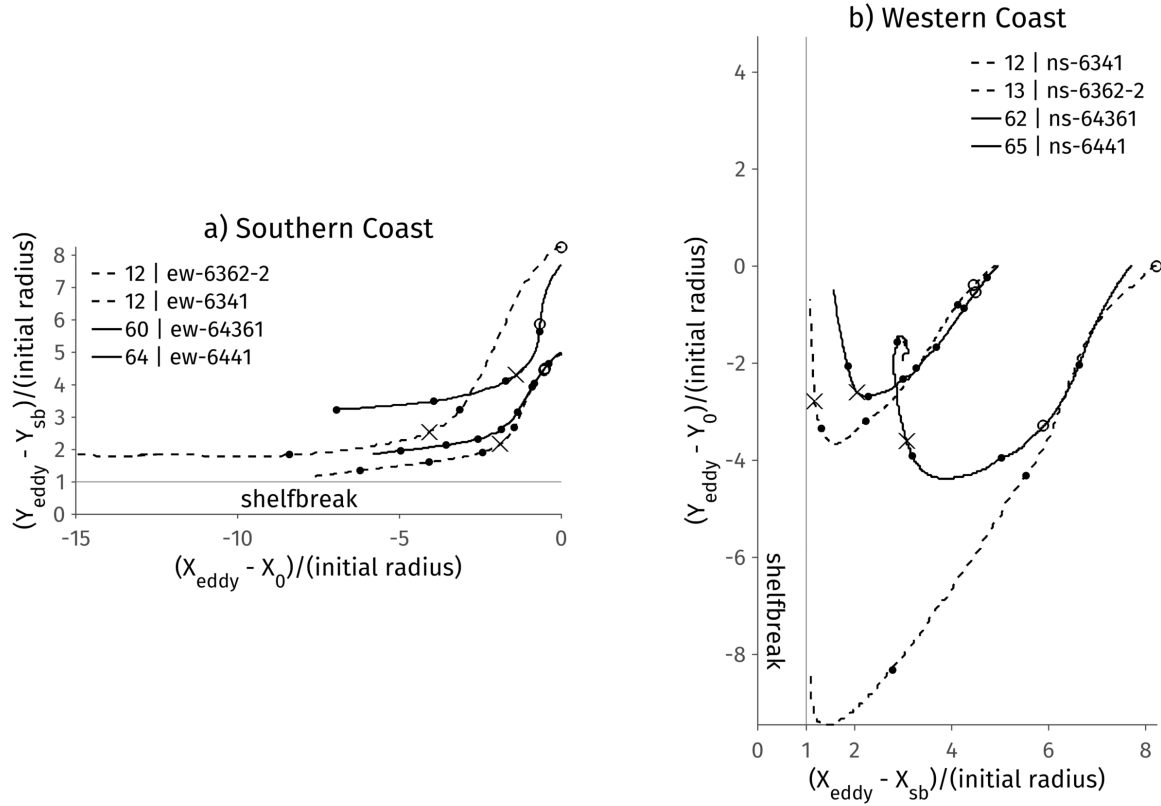 a) Southern Coast
(Y_eddy - Y_sb)/(initial radius)
8
7
6
5
4
3
2
1
0
12 | ew-6362-2
12 | ew-6341
60 | ew-64361
64 | ew-6441
shelfbreak
-15
-10
-5
0
(X_eddy - X_0)/(initial radius)
b) Western Coast
(Y_eddy - Y_0)/(initial radius)
4
2
0
-2
-4
-6
-8
12 | ns-6341
13 | ns-6362-2
62 | ns-64361
65 | ns-6441
shelfbreak
0
1
2
4
6
8
(X_eddy - X_sb)/(initial radius)